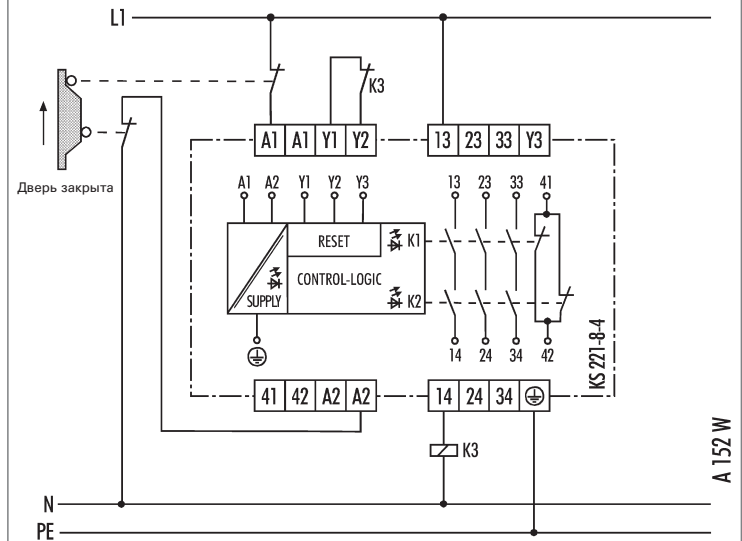 L1
K3
A1 A1 Y1 Y2
13 23 33 Y3
Дверь закрыта
A1 A2 Y1 Y2 Y3
13 23 33 41
RESET
K1
CONTROL-LOGIC
SUPPLY
K2
14 24 34 42
KS 221-8-4
41 42 A2 A2
14 24 34
K3
A 152 W
N
PE